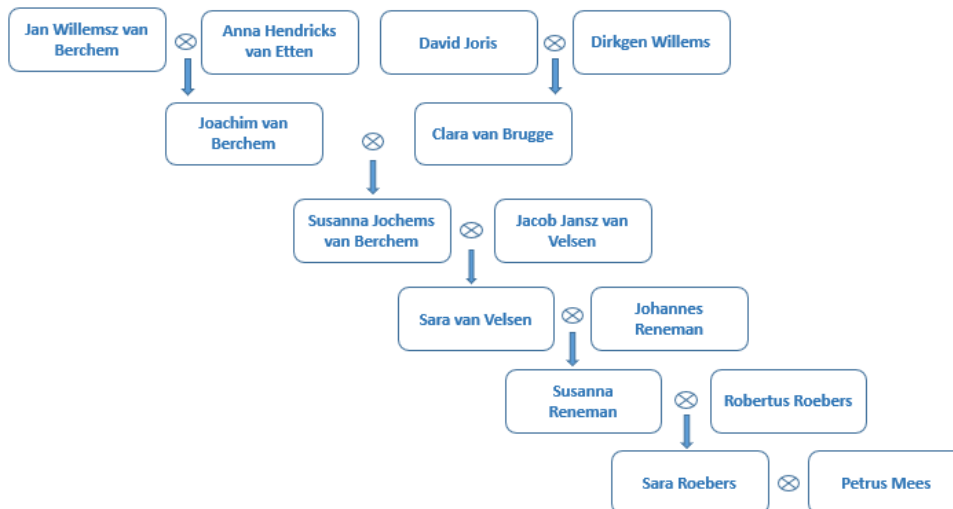 Jan Willemsz van
Berchem
Anna Hendricks
van Etten
David Joris
Dirkgen Willems
Joachim van
Berchem
Clara van Brugge
Susanna Jochems
van Berchem
Jacob Jansz van
Velsen
Sara van Velsen
Johannes
Reneman
Susanna
Reneman
Robertus Roebers
Sara Roebers
Petrus Mees